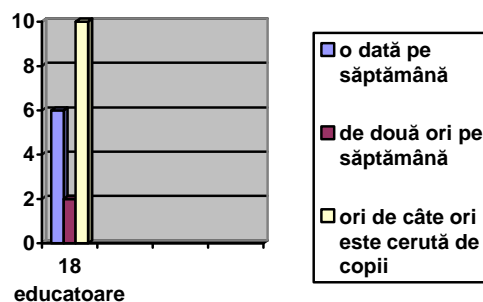 10
8
6
4
2
0
18
educatoare
o dată pe
săptămână
de două ori pe
săptămână
ori de câte ori
este cerută de
copii